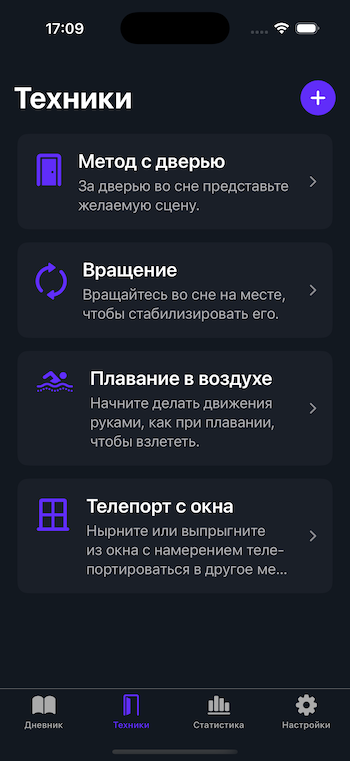 17:09
Техники
Метод с дверью
За дверью во сне представьте
желаемую сцену.
Вращение
Вращайтесь во сне на месте,
чтобы стабилизировать его.
Плавание в воздухе
Начните делать движения
руками, как при плавании,
чтобы взлететь.
Телепорт с окна
Нырните или выпрыгните
из окна с намерением теле-
портироваться в другое ме...
Дневник
Техники
Статистика
Настройки